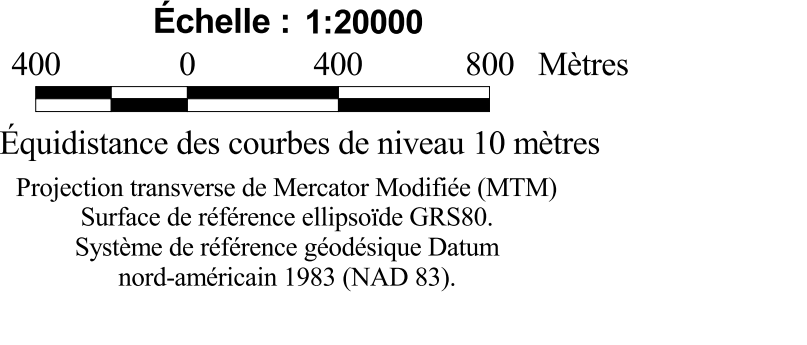 Échelle : 1:20000
400 0 400 800 Mètres
Équidistance des courbes de niveau 10 mètres
Projection transverse de Mercator Modifiée (MTM)
Surface de référence ellipsoïde GRS80.
Système de référence géodésique Datum
nord-américain 1983 (NAD 83).